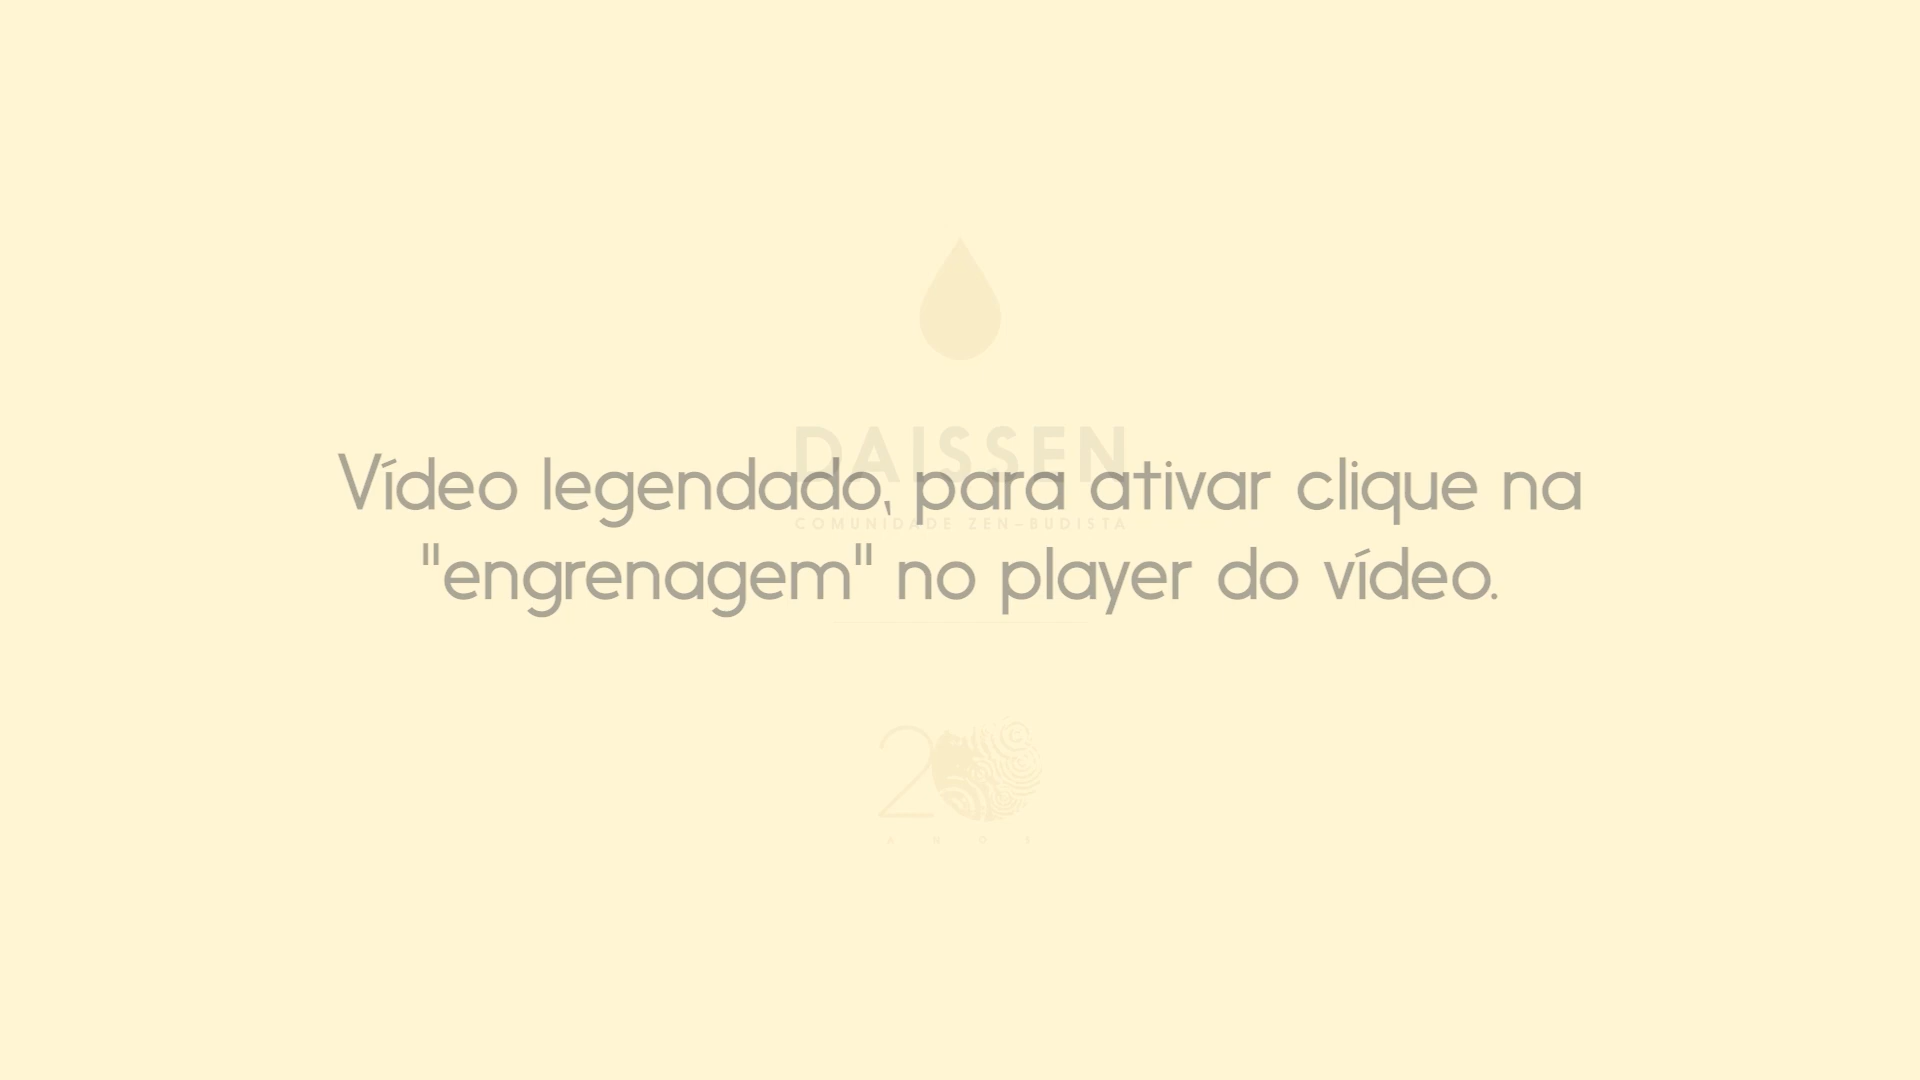 DAISSEN
Vídeo legendado, para ativar clique na
COMUNIDADE ZEN-BUDISTA
"engrenagem" no player do vídeo.
20
ANOS